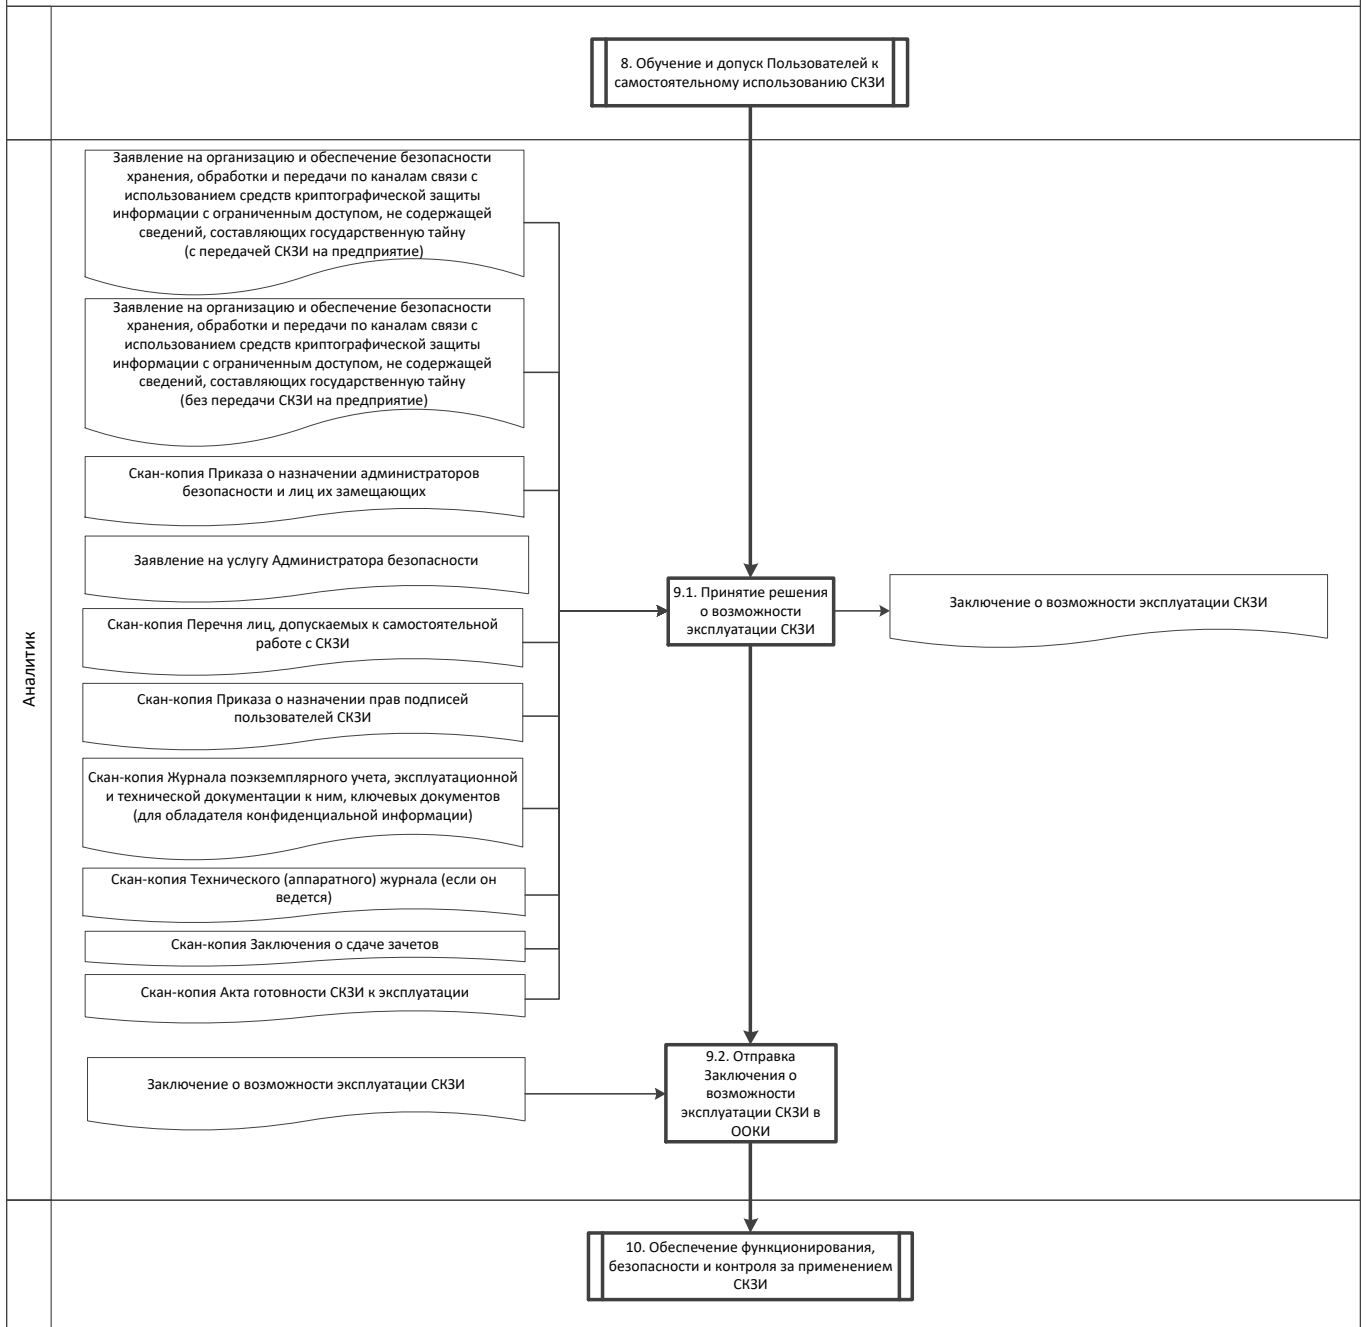 8. Обучение и допуск Пользователей к
самостоятельному использованию СКЗИ
Аналитик
Заявление на организацию и обеспечение безопасности
хранения, обработки и передачи по каналам связи с
использованием средств криптографической защиты
информации с ограниченным доступом, не содержащей
сведений, составляющих государственную тайну
(с передачей СКЗИ на предприятие)
Заявление на организацию и обеспечение безопасности
хранения, обработки и передачи по каналам связи с
использованием средств криптографической защиты
информации с ограниченным доступом, не содержащей
сведений, составляющих государственную тайну
(без передачи СКЗИ на предприятие)
Скан-копия Приказа о назначении администраторов
безопасности и лиц их замещающих
Заявление на услугу Администратора безопасности
Скан-копия Перечня лиц, допускаемых к самостоятельной
работе с СКЗИ
Скан-копия Приказа о назначении прав подписей
пользователей СКЗИ
Скан-копия Журнала поэкземплярного учета, эксплуатационной
и технической документации к ним, ключевых документов
(для обладателя конфиденциальной информации)
Скан-копия Технического (аппаратного) журнала (если он
ведется)
Скан-копия Заключения о сдаче зачетов
Скан-копия Акта готовности СКЗИ к эксплуатации
9.1. Принятие решения
о возможности
эксплуатации СКЗИ
Заключение о возможности эксплуатации СКЗИ
Заключение о возможности эксплуатации СКЗИ
9.2. Отправка
Заключения о
возможности
эксплуатации СКЗИ в
ООКИ
10. Обеспечение функционирования,
безопасности и контроля за применением
СКЗИ